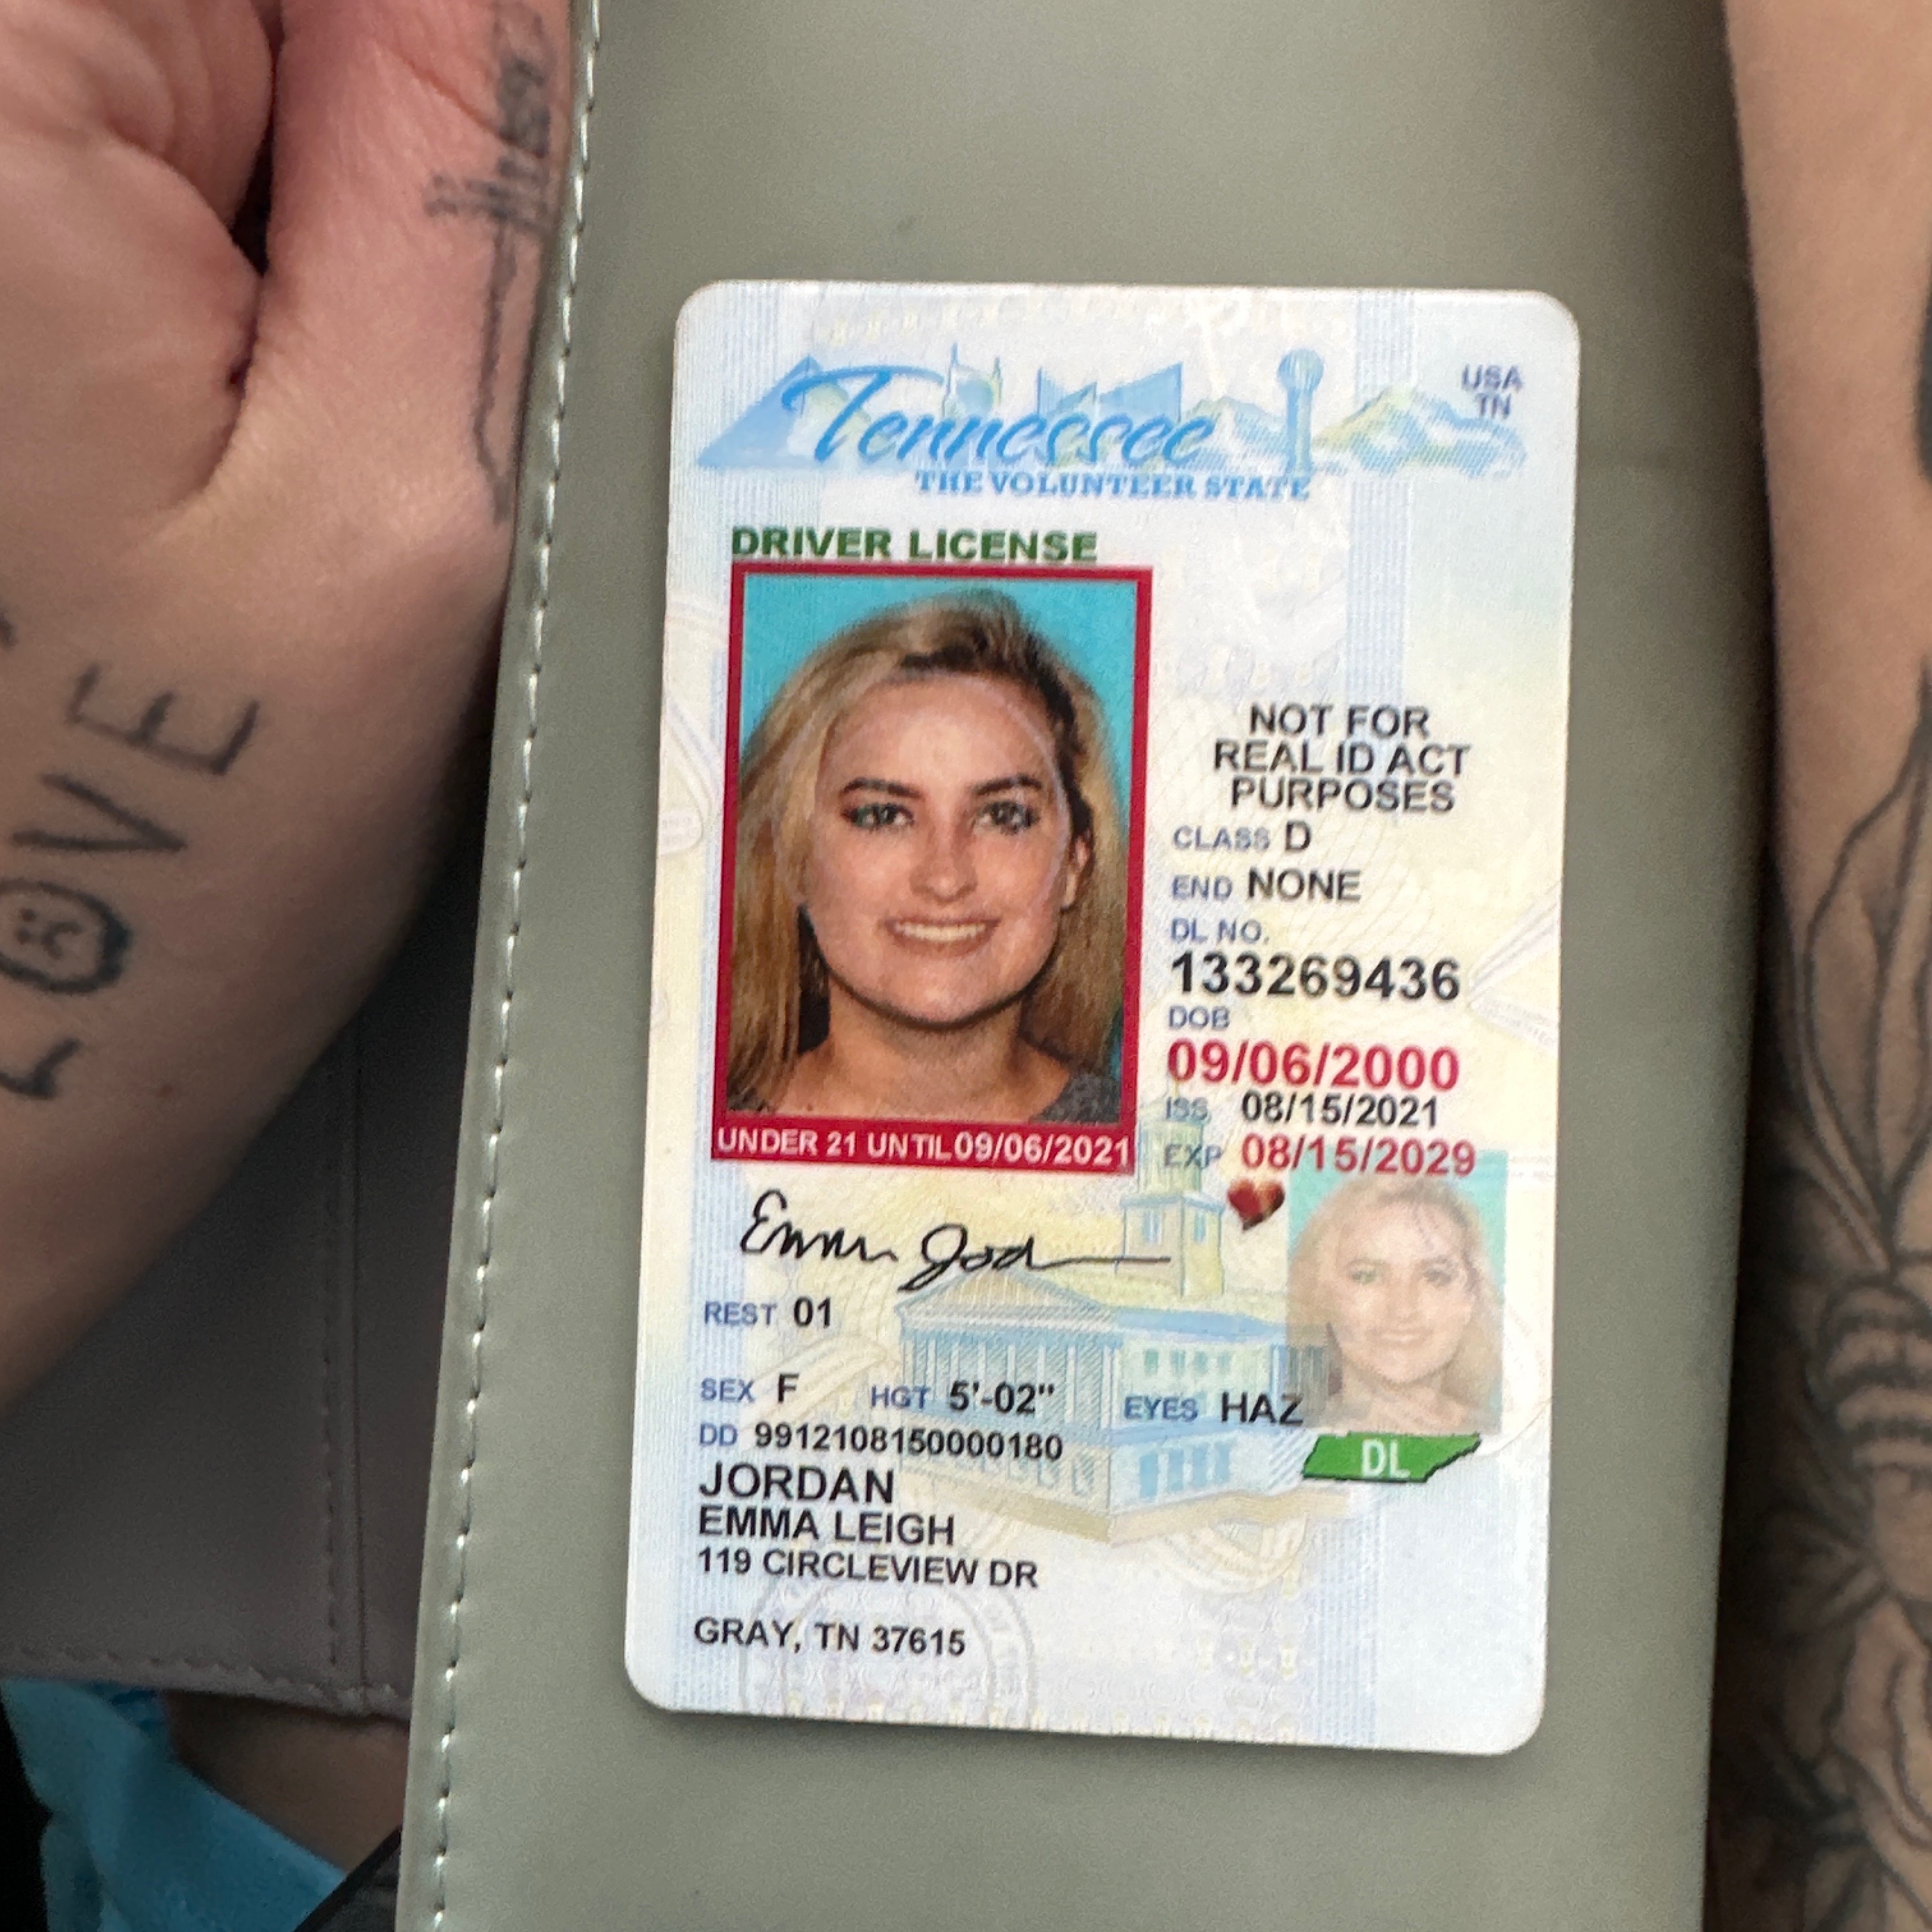 Tennessee
THE VOLUNTEER STATE
USA
TN
DRIVER LICENSE
NOT FOR
REAL ID ACT
PURPOSES
CLASS D
END NONE
DL NO.
133269436
DOB
09/06/2000
ISS 08/15/2021
EXP 08/15/2029
UNDER 21 UNTIL 09/06/2021
Emma Jod
REST 01
SEX F HGT 5'-02" EYES HAZ
DD 9912108150000180
DL
JORDAN
EMMA LEIGH
119 CIRCLEVIEW DR
GRAY, TN 37615
LOVE